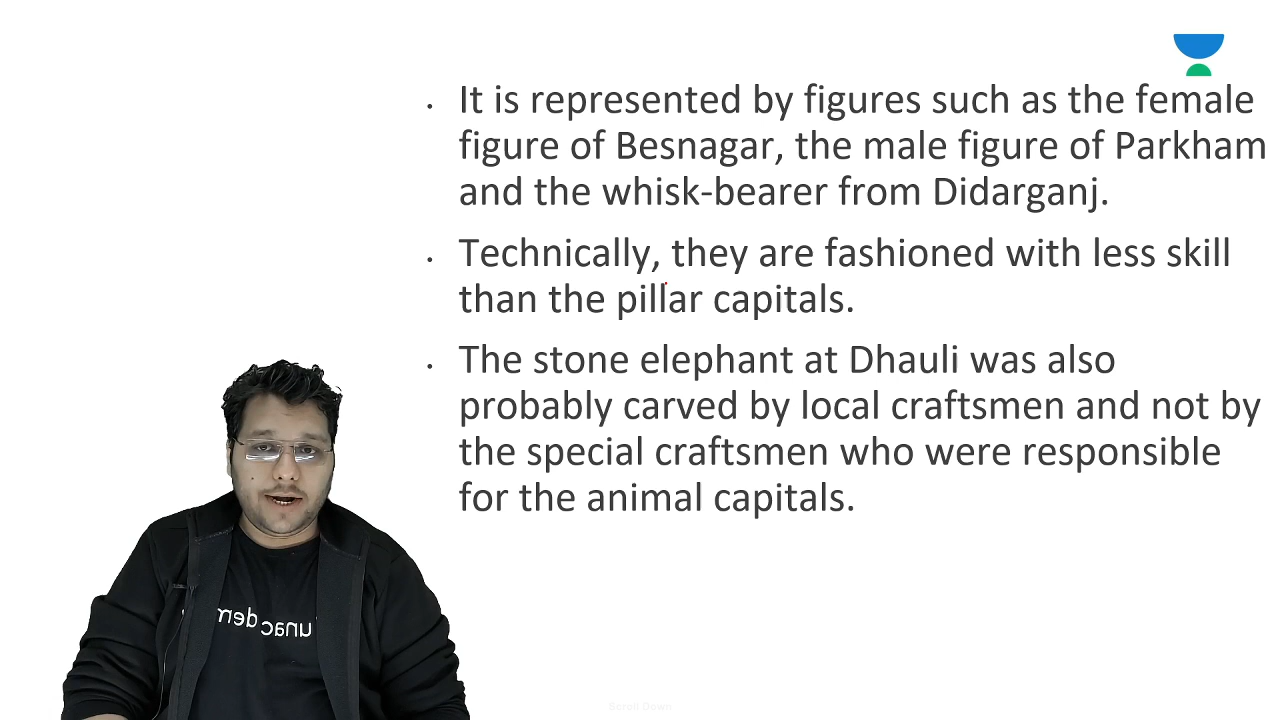 It is represented by figures such as the female
figure of Besnagar, the male figure of Parkham
and the whisk-bearer from Didarganj.
Technically, they are fashioned with less skill
than the pillar capitals.
The stone elephant at Dhauli was also
probably carved by local craftsmen and not by
the special craftsmen who were responsible
for the animal capitals.
Scroll Down